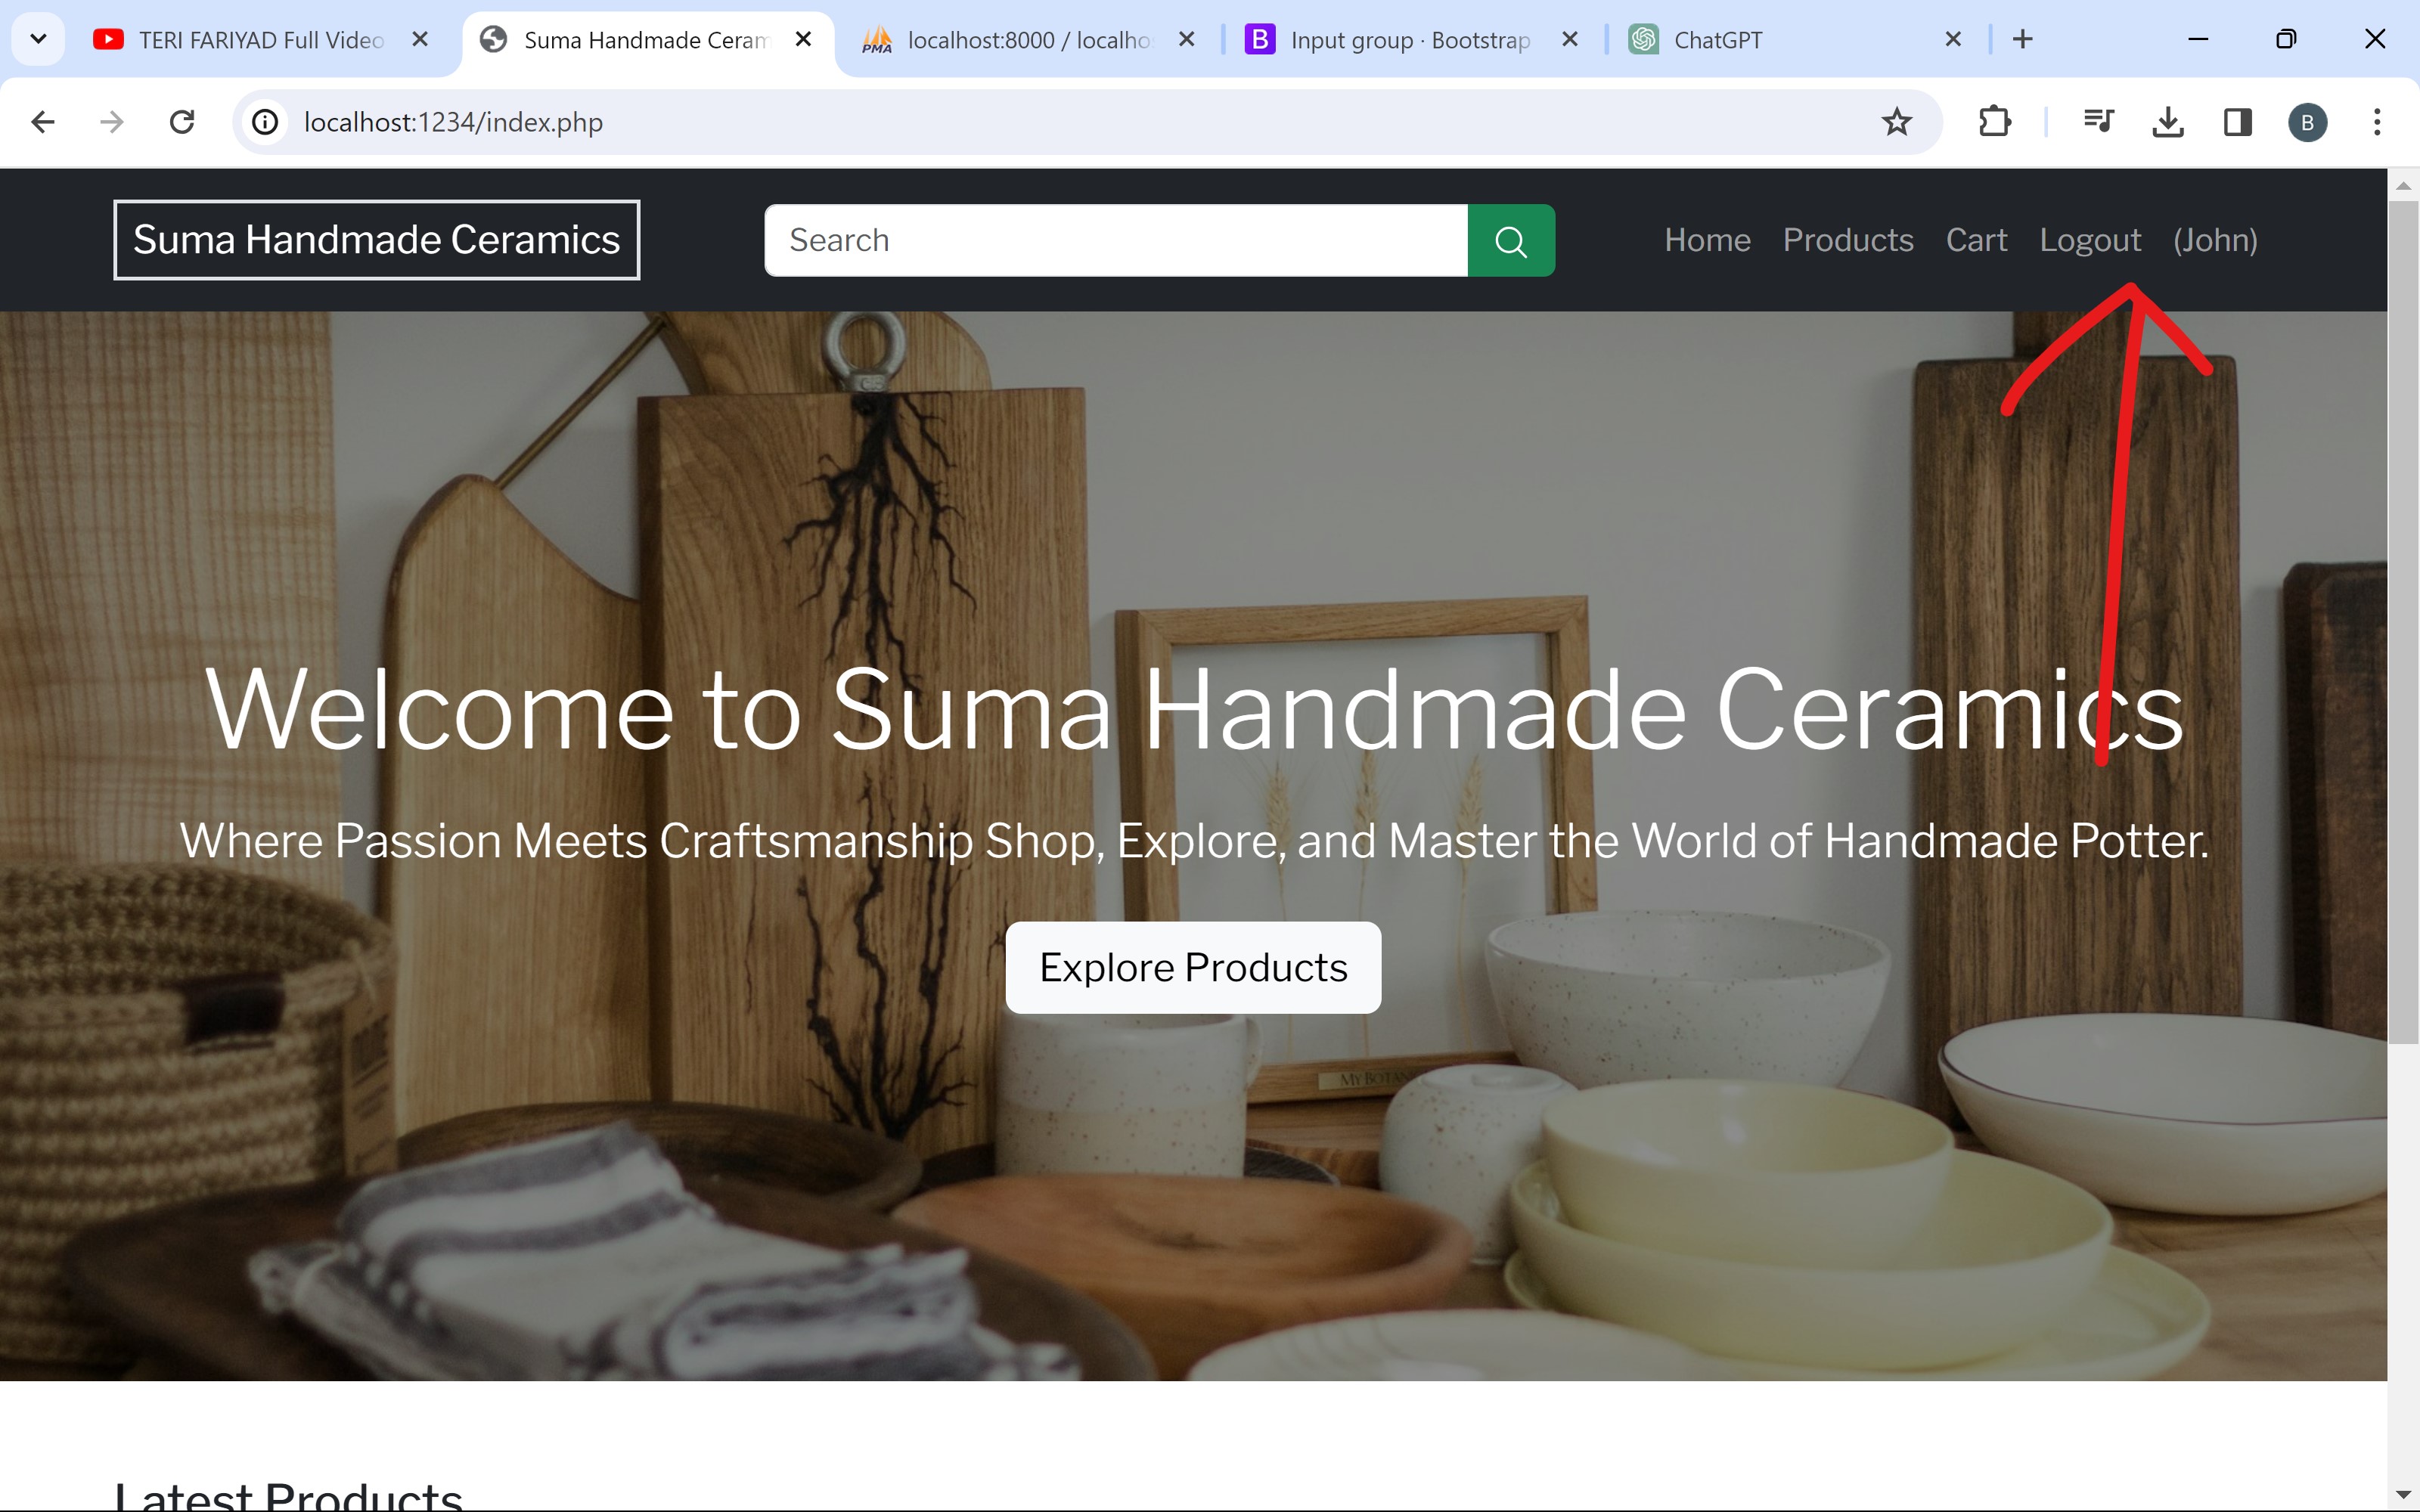 TERI FARIYAD Full Video
Suma Handmade Ceram
PMA
localhost:8000 / localho
B
Input group · Bootstrap
ChatGPT
localhost:1234/index.php
B
Suma Handmade Ceramics
Search
Home
Products
Cart
Logout
(John)
Welcome to Suma Handmade Ceramics
Where Passion Meets Craftsmanship Shop, Explore, and Master the World of Handmade Potter.
Explore Products
Latest Products